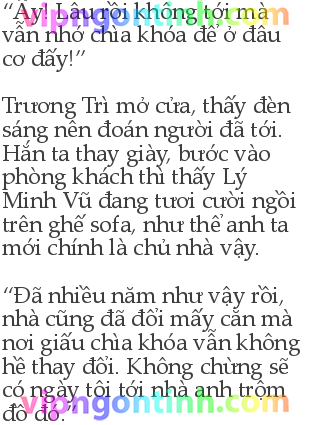 “Ây! Lâu rồi không tới mà
vẫn nhớ chìa khóa để ở đâu
cơ đấy!”
Trương Trì mở cửa, thấy đèn
sáng nên đoán người đã tới.
Hắn ta thay giày, bước vào
phòng khách thì thấy Lý
Minh Vũ đang tươi cười ngồi
trên ghế sofa, như thể anh ta
mới chính là chủ nhà vậy.
“Đã nhiều năm như vậy rồi,
nhà cũng đã đổi mấy căn mà
nơi giấu chìa khóa vẫn không
hề thay đổi. Không chừng sẽ
có ngày tôi tới nhà anh trộm
đồ đó.”
vipngontinh.com
vipngontinh.com